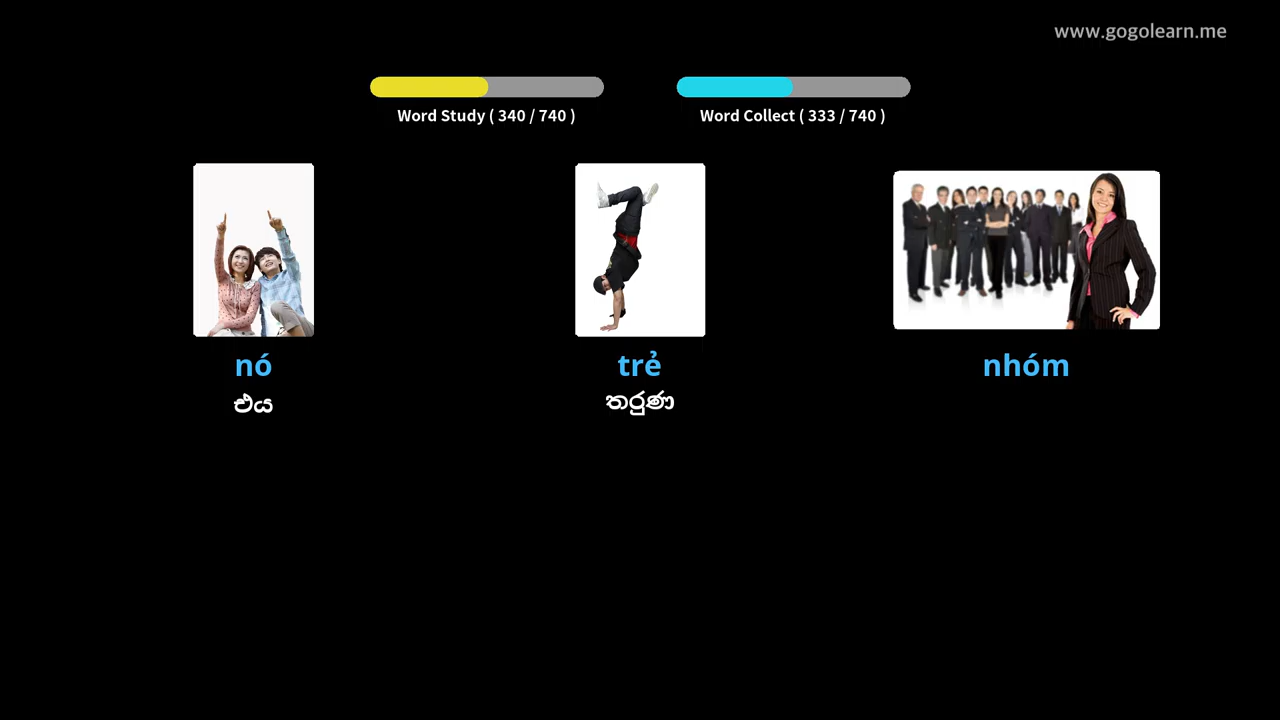 www.gogolearn.me
Word Study ( 340 / 740 )
Word Collect ( 333 / 740 )
nó
trẻ
nhóm
එය
තරුණ